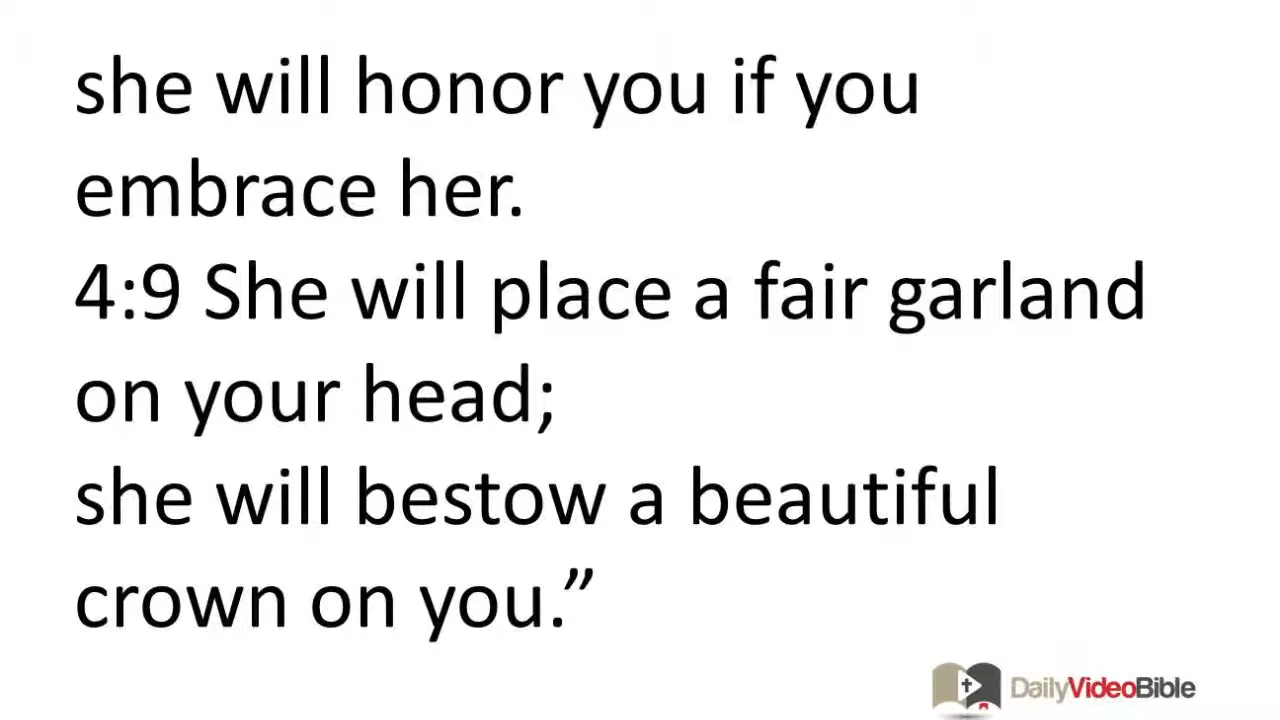 she will honor you if you
embrace her.
4:9 She will place a fair garland
on your head;
she will bestow a beautiful
crown on you.”
DailyVideoBible